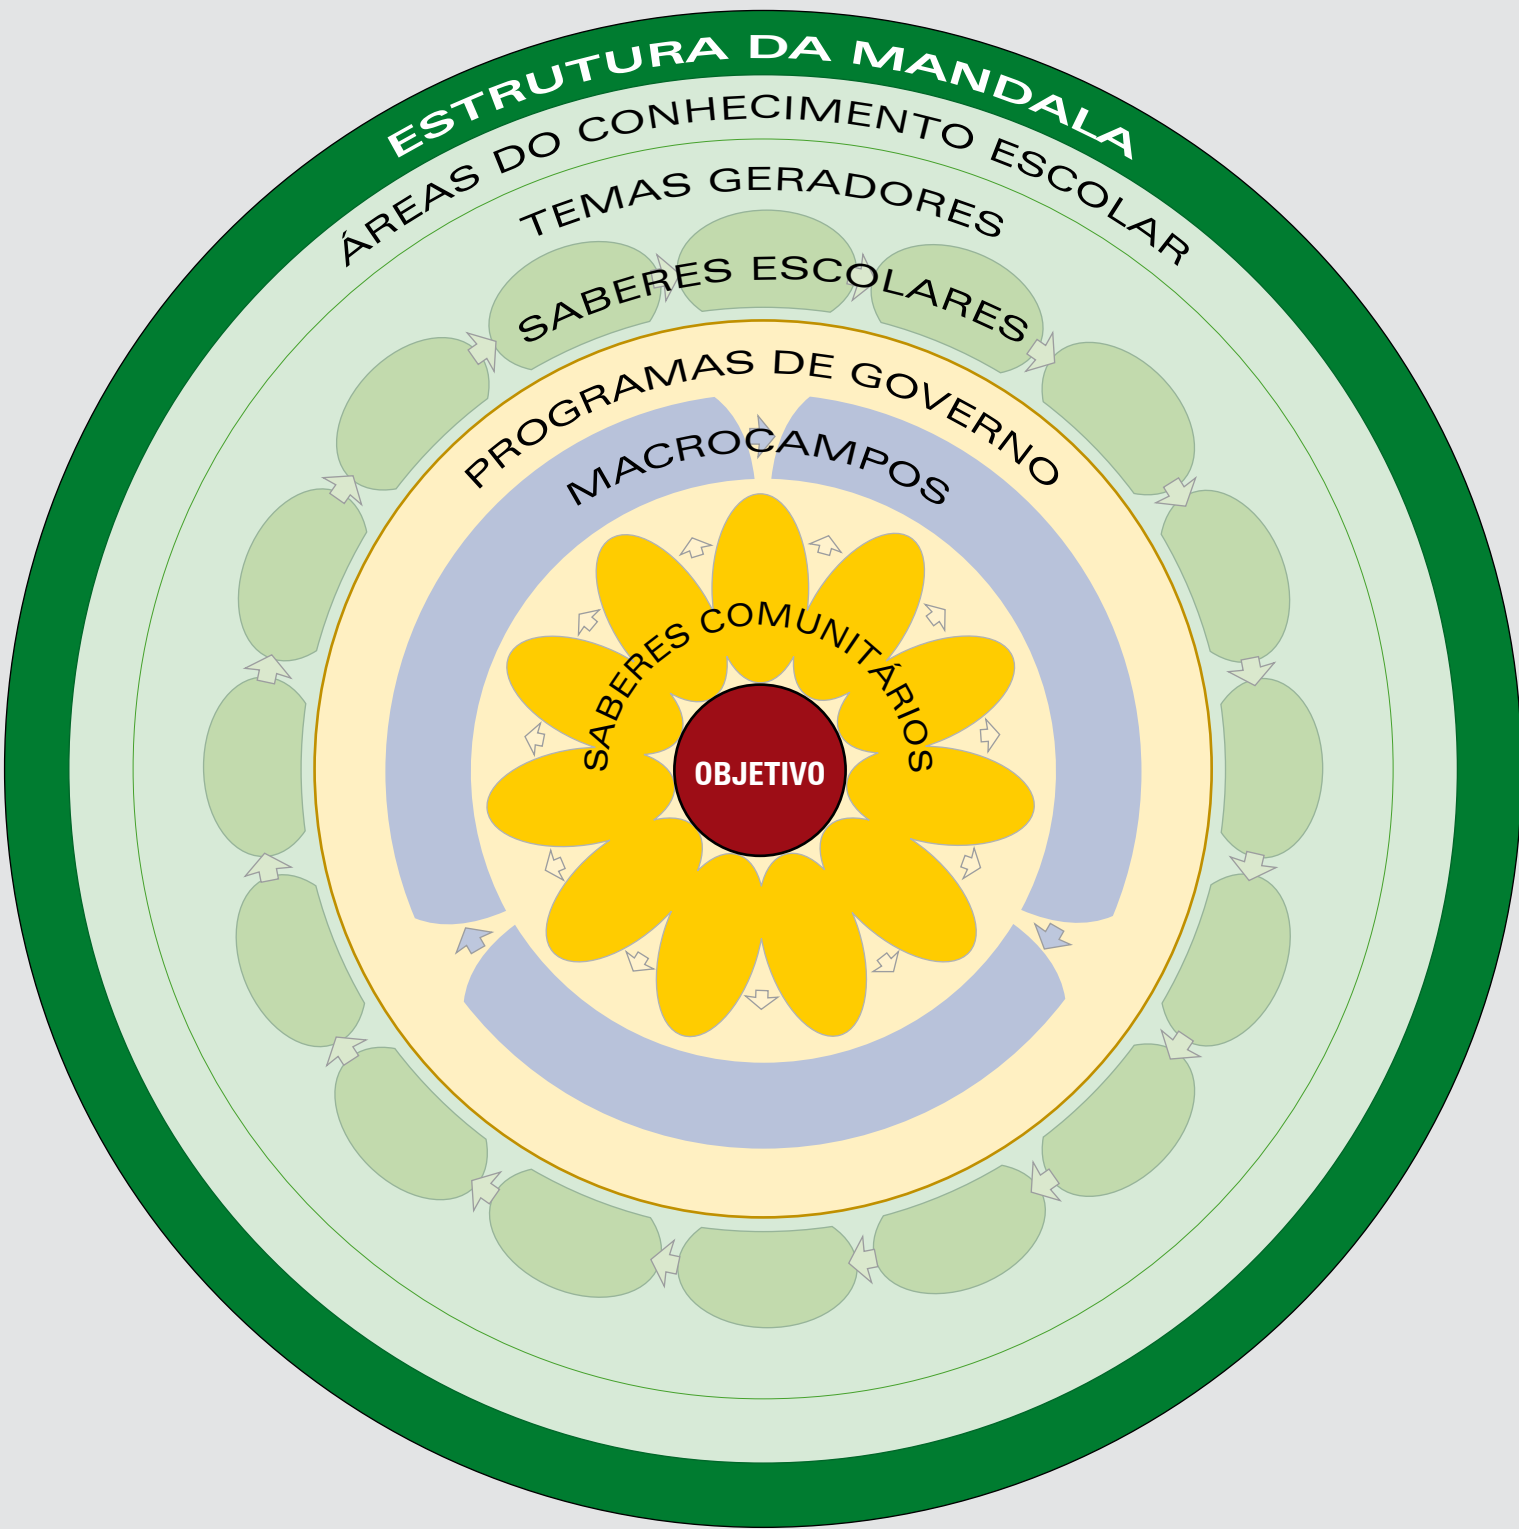 ESTRUTURA DA MANDALA
ÁREAS DO CONHECIMENTO ESCOLAR
TEMAS GERADORES
SABERES ESCOLARES
PROGRAMAS DE GOVERNO
MACROCAMPOS
SABERES COMUNITÁRIOS
OBJETIVO